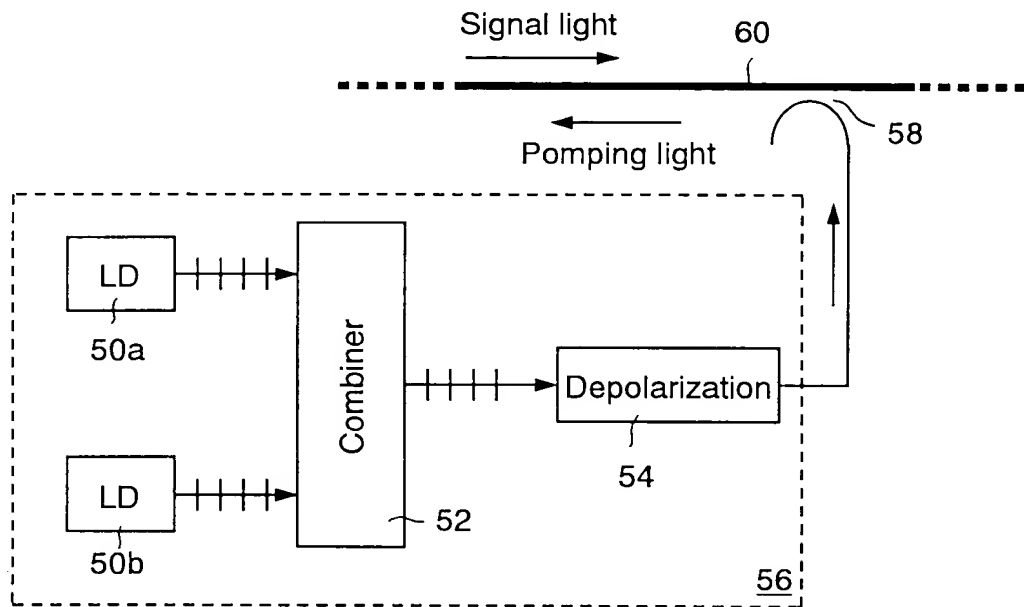 Signal light
60
58
Pomping light
LD
50a
Combiner
Depolarization
54
LD
52
50b
56